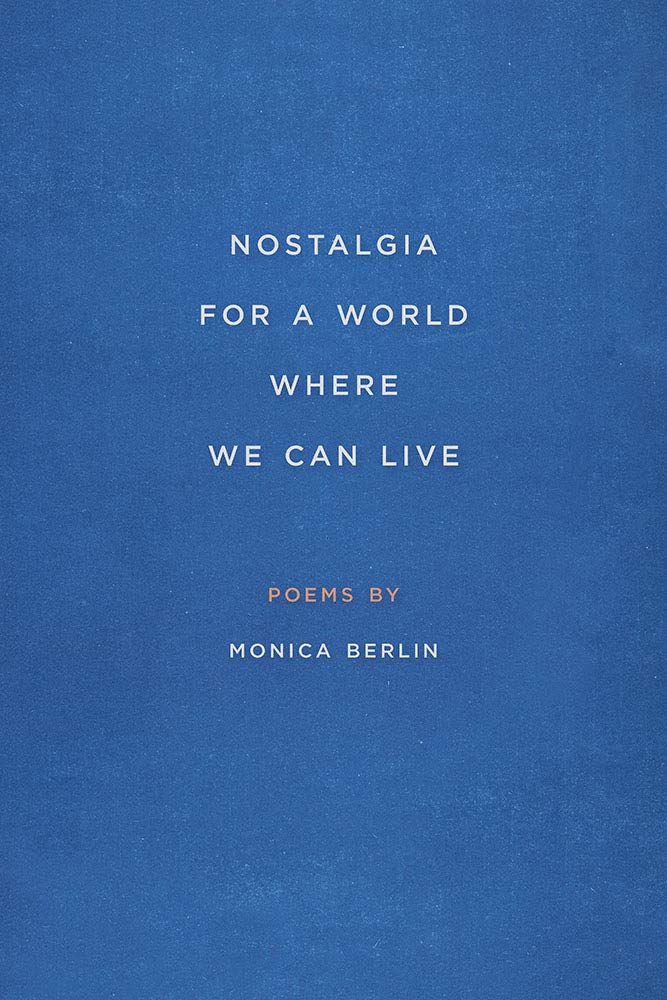 NOSTALGIA
FOR A WORLD
WHERE
WE CAN LIVE
POEMS BY
MONICA BERLIN